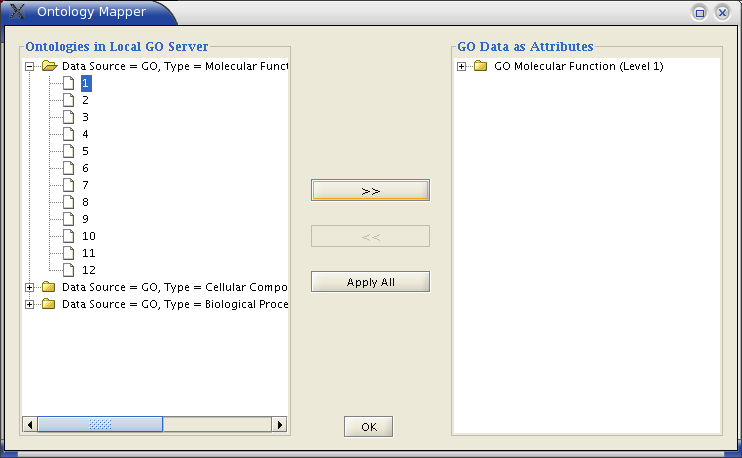 Ontology Mapper
Ontologies in Local GO Server
Data Source = GO, Type = Molecular Funct
1
2
3
4
5
6
7
8
9
10
11
12
Data Source = GO, Type = Cellular Compo
Data Source = GO, Type = Biological Proce
>>
<<
Apply All
OK
GO Data as Attributes
GO Molecular Function (Level 1)